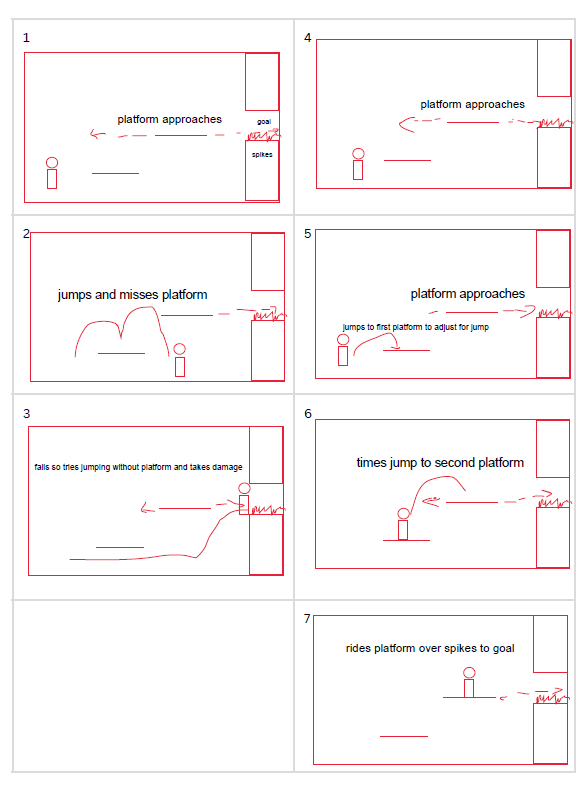 1
platform approaches
goal
spikes
2
jumps and misses platform
3
fails so tries jumping without platform and takes damage
4
platform approaches
5
platform approaches
jumps to first platform to adjust for jump
6
times jump to second platform
7
rides platform over spikes to goal